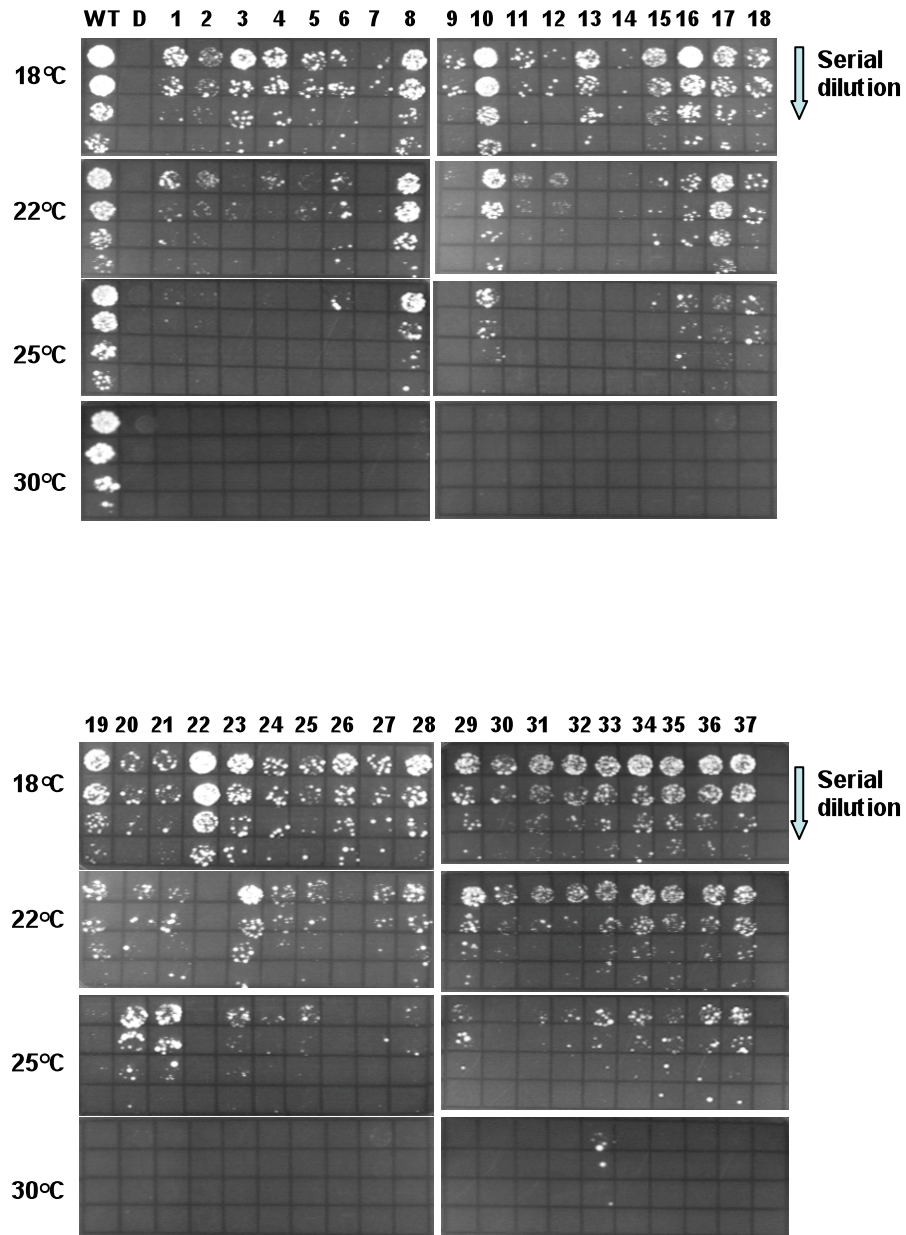 WT D 1 2 3 4 5 6 7 8 9 10 11 12 13 14 15 16 17 18
18°C
Serial
dilution
22°C
25°C
30°C
19 20 21 22 23 24 25 26 27 28 29 30 31 32 33 34 35 36 37
18°C
Serial
dilution
22°C
25°C
30°C